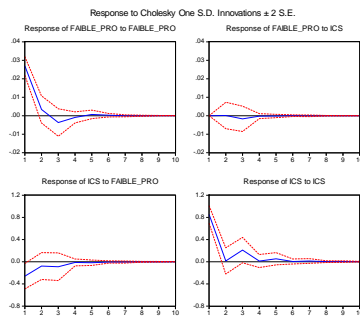 Response to Cholesky One S.D. Innovations ± 2 S.E.
Response of FAIBLE_PRO to FAIBLE_PRO
Response of FAIBLE_PRO to ICS
.04
.03
.02
.01
.00
-.01
-.02
1 2 3 4 5 6 7 8 9 10
.04
.03
.02
.01
.00
-.01
-.02
1 2 3 4 5 6 7 8 9 10
Response of ICS to FAIBLE_PRO
Response of ICS to ICS
1.2
0.8
0.4
0.0
-0.4
-0.8
1 2 3 4 5 6 7 8 9 10
1.2
0.8
0.4
0.0
-0.4
-0.8
1 2 3 4 5 6 7 8 9 10